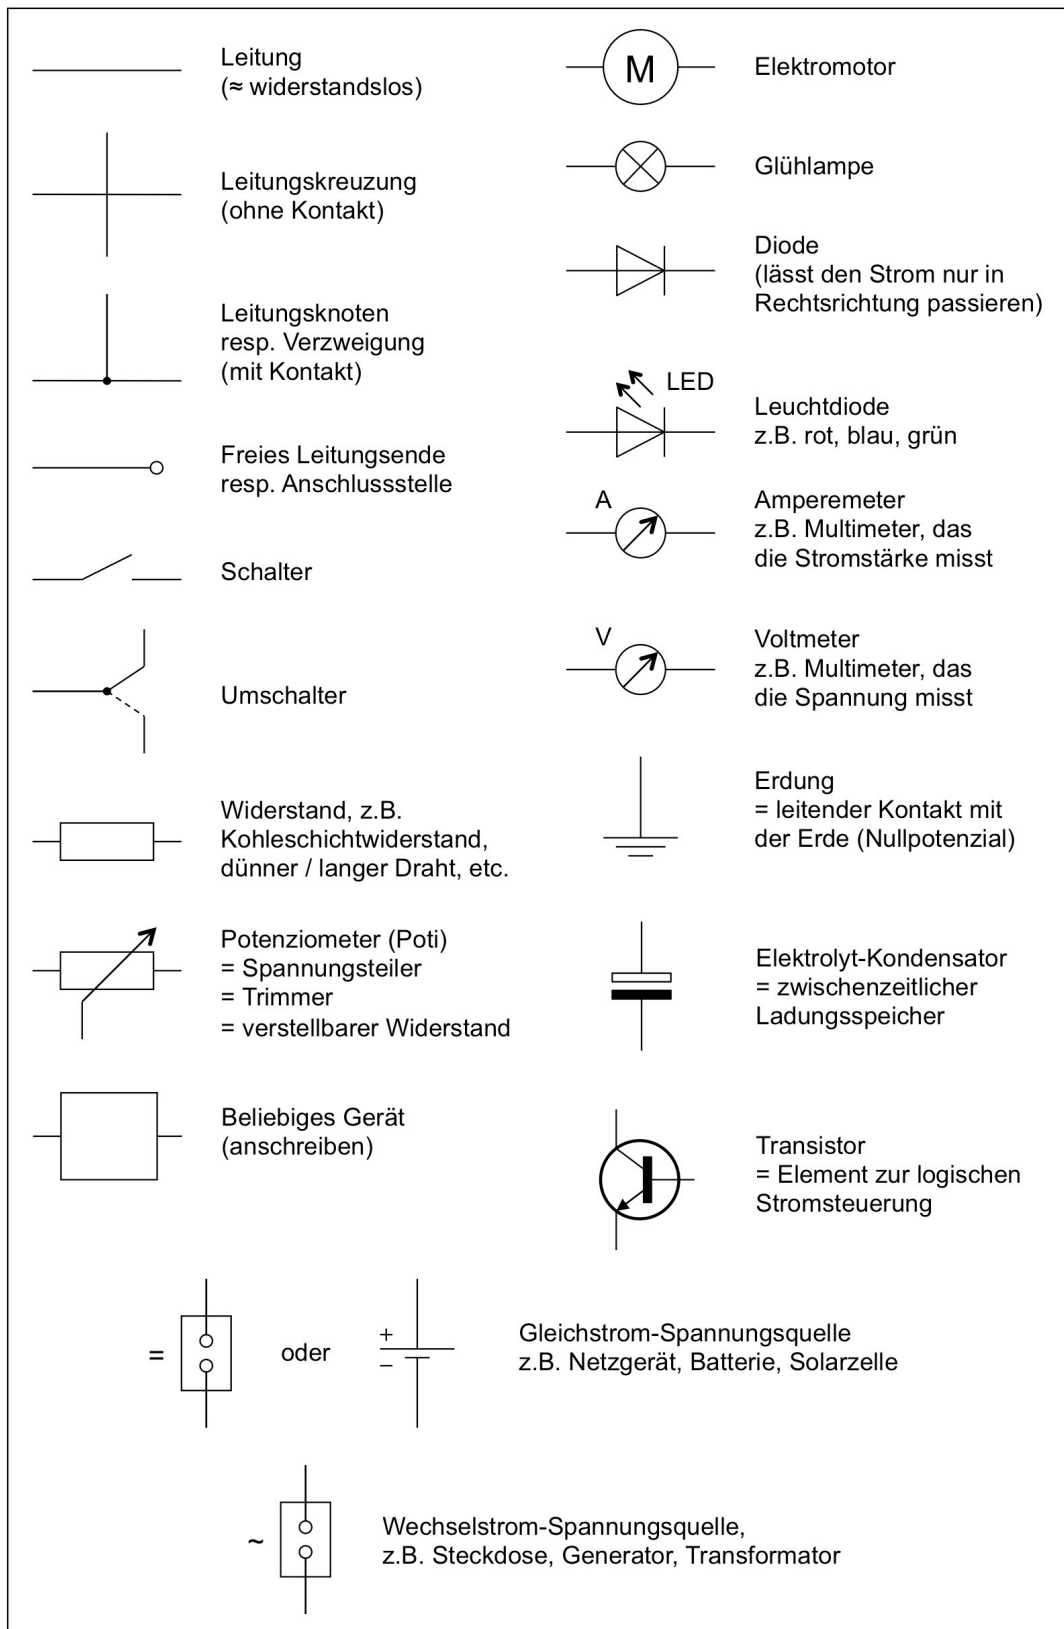 Leitung
(≈ widerstandslos)
Leitungskreuzung
(ohne Kontakt)
Leitungsknoten
resp. Verzweigung
(mit Kontakt)
Freies Leitungsende
resp. Anschlussstelle
Schalter
Umschalter
Widerstand, z.B.
Kohleschichtwiderstand,
dünner / langer Draht, etc.
Potenziometer (Poti)
= Spannungsteiler
= Trimmer
= verstellbarer Widerstand
Beliebiges Gerät
(anschreiben)
M
Elektromotor
Glühlampe
Diode
(lässt den Strom nur in
Rechtsrichtung passieren)
LED
Leuchtdiode
z.B. rot, blau, grün
A
Amperemeter
z.B. Multimeter, das
die Stromstärke misst
V
Voltmeter
z.B. Multimeter, das
die Spannung misst
Erdung
= leitender Kontakt mit
der Erde (Nullpotenzial)
Elektrolyt-Kondensator
= zwischenzeitlicher
Ladungsspeicher
Transistor
= Element zur logischen
Stromsteuerung
=
oder
+
–
Gleichstrom-Spannungsquelle
z.B. Netzgerät, Batterie, Solarzelle
~
Wechselstrom-Spannungsquelle,
z.B. Steckdose, Generator, Transformator